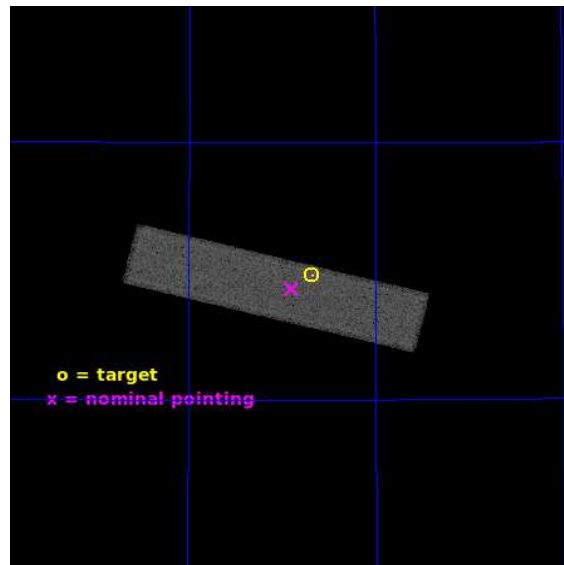 o = target
x = nominal pointing